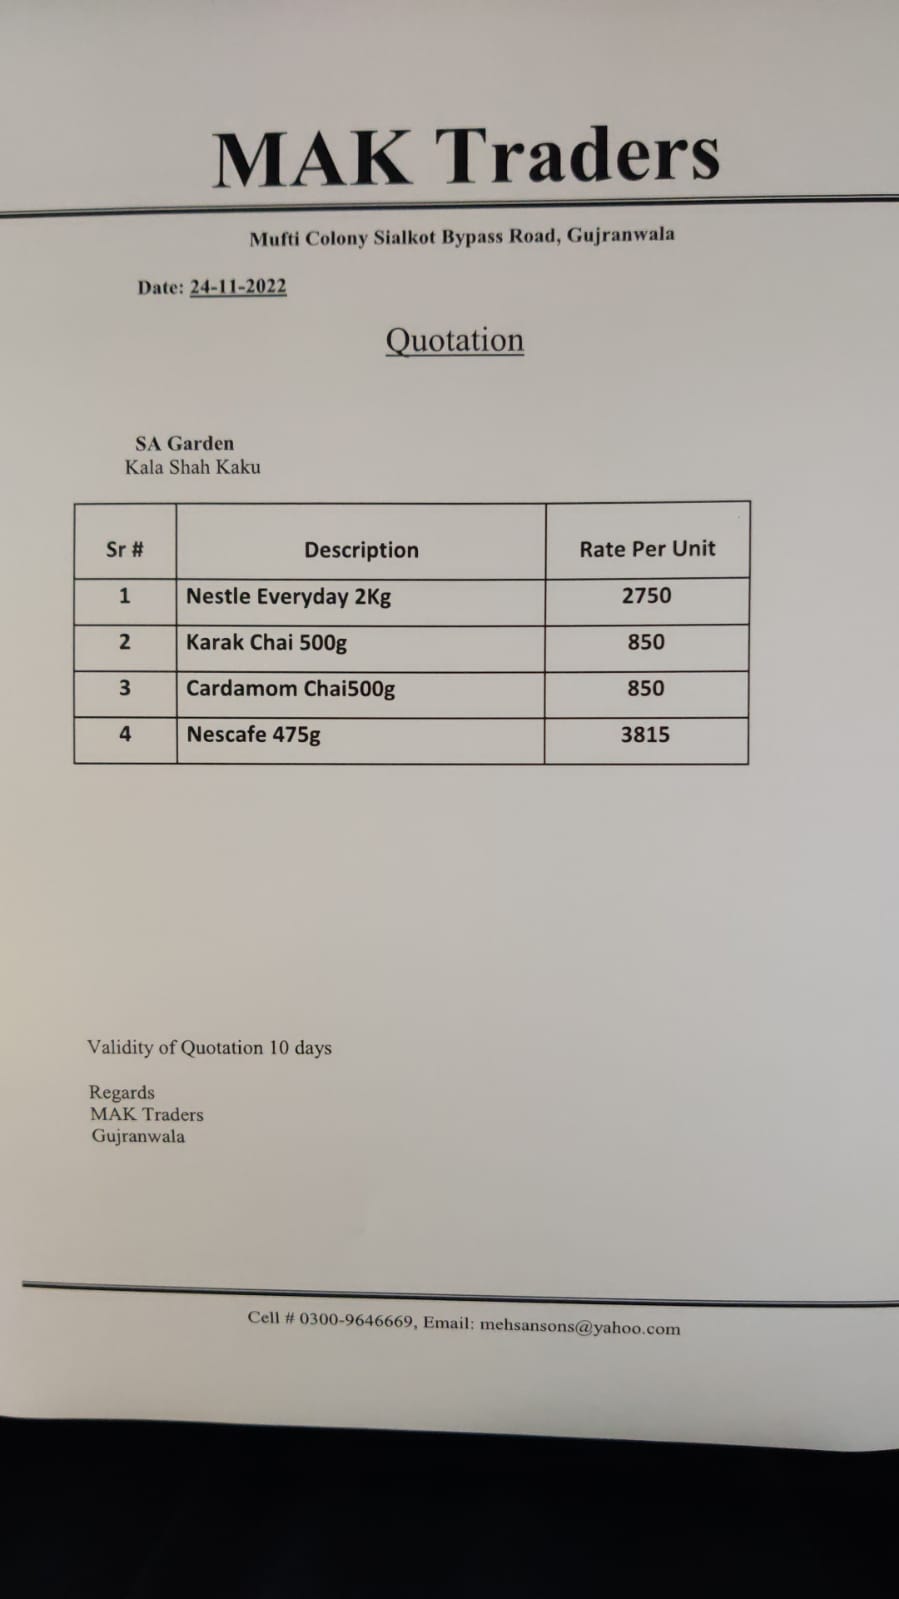 MAK Traders
Mufti Colony Sialkot Bypass Road, Gujranwala
Date: 24-11-2022
Quotation
SA Garden
Kala Shah Kaku
Sr # Description Rate Per Unit
1 Nestle Everyday 2Kg 2750
2 Karak Chai 500g 850
3 Cardamom Chai500g 850
4 Nescafe 475g 3815
Validity of Quotation 10 days
Regards
MAK Traders
Gujranwala
Cell # 0300-9646669, Email: mehsansons@yahoo.com